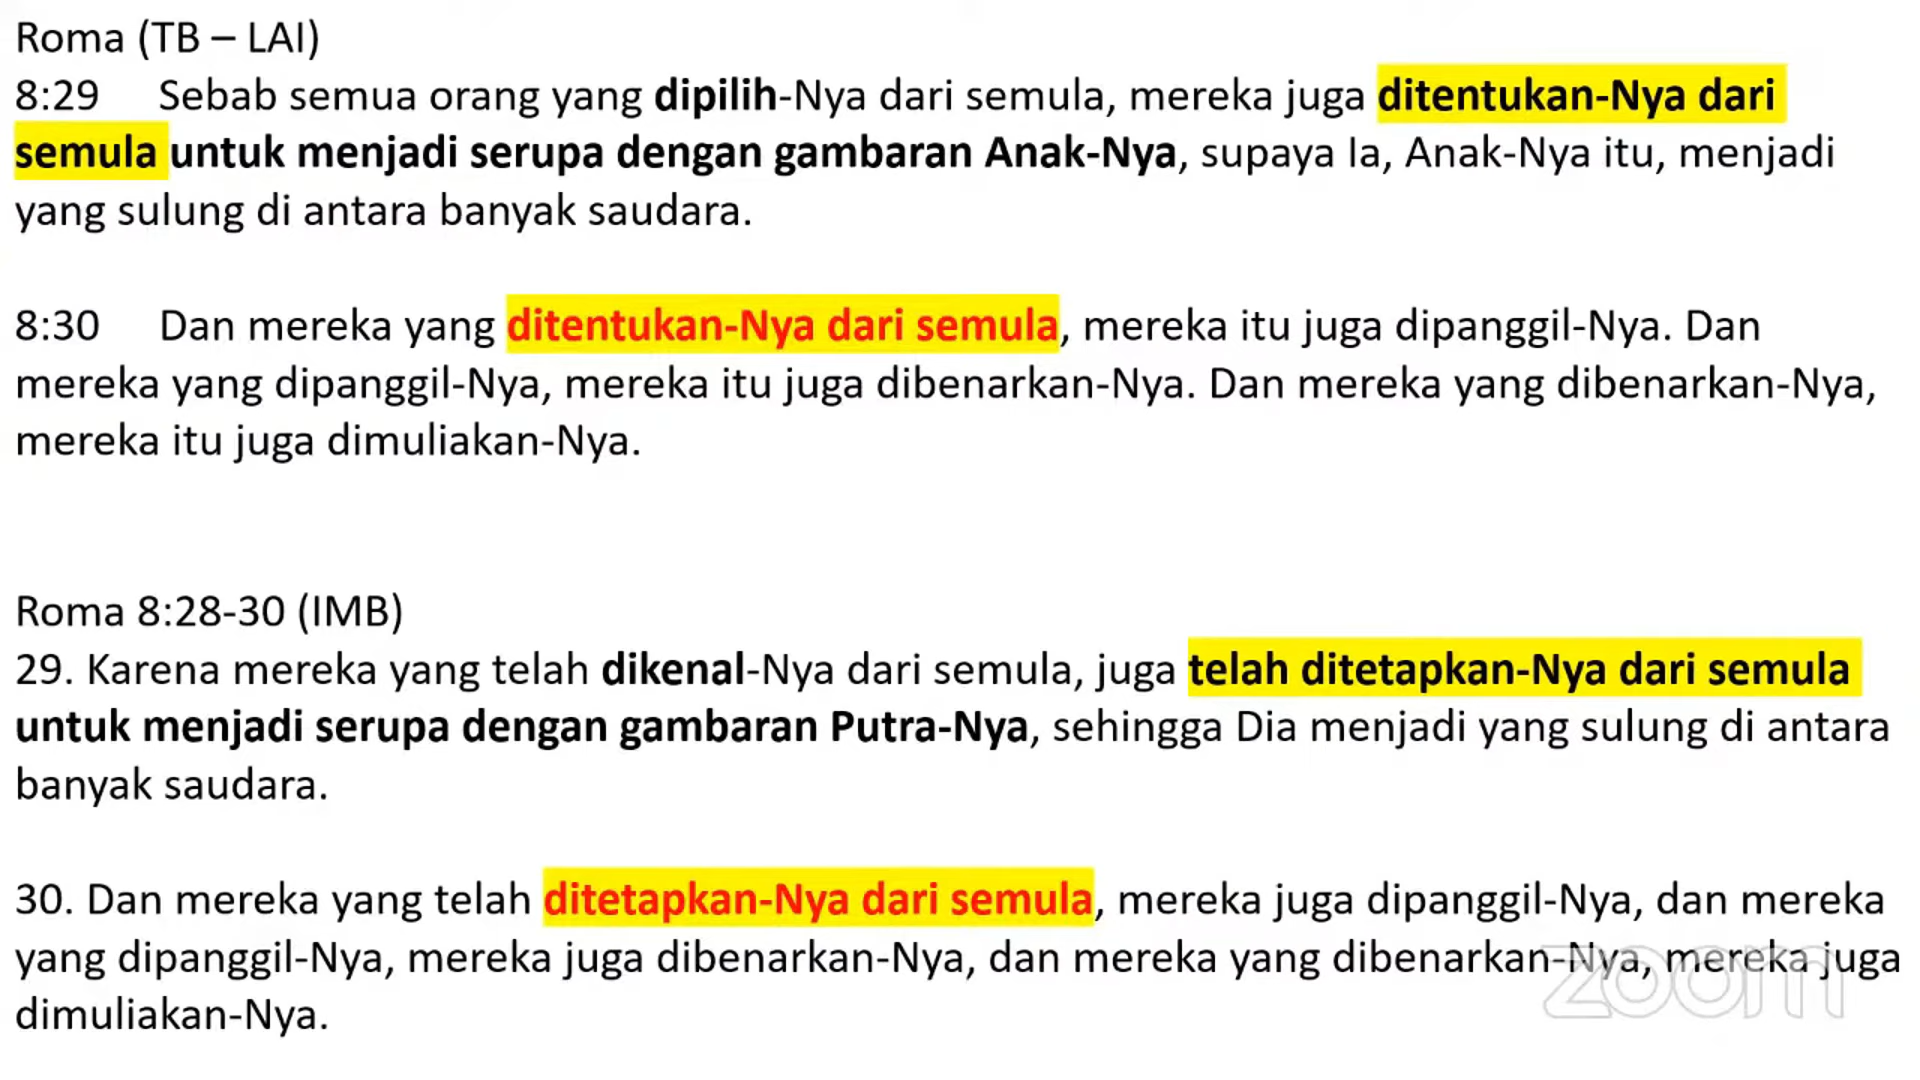 Roma (TB – LAI)
8:29 Sebab semua orang yang dipilih-Nya dari semula, mereka juga ditentukan-Nya dari
semula untuk menjadi serupa dengan gambaran Anak-Nya, supaya Ia, Anak-Nya itu, menjadi
yang sulung di antara banyak saudara.
8:30 Dan mereka yang ditentukan-Nya dari semula, mereka itu juga dipanggil-Nya. Dan
mereka yang dipanggil-Nya, mereka itu juga dibenarkan-Nya. Dan mereka yang dibenarkan-Nya,
mereka itu juga dimuliakan-Nya.
Roma 8:28-30 (IMB)
29. Karena mereka yang telah dikenal-Nya dari semula, juga telah ditetapkan-Nya dari semula
untuk menjadi serupa dengan gambaran Putra-Nya, sehingga Dia menjadi yang sulung di antara
banyak saudara.
30. Dan mereka yang telah ditetapkan-Nya dari semula, mereka juga dipanggil-Nya, dan mereka
yang dipanggil-Nya, mereka juga dibenarkan-Nya, dan mereka yang dibenarkan-Nya, mereka juga
dimuliakan-Nya.
zoom